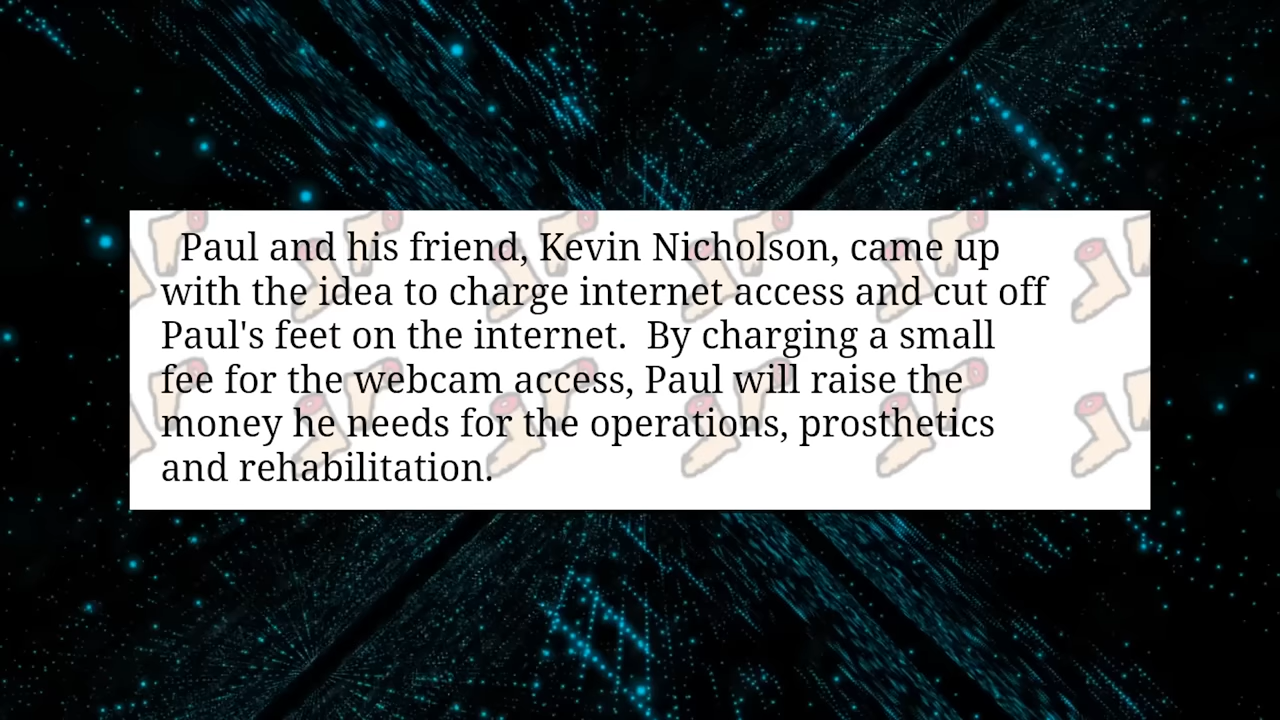 Paul and his friend, Kevin Nicholson, came up
with the idea to charge internet access and cut off
Paul's feet on the internet.  By charging a small
fee for the webcam access, Paul will raise the
money he needs for the operations, prosthetics
and rehabilitation.